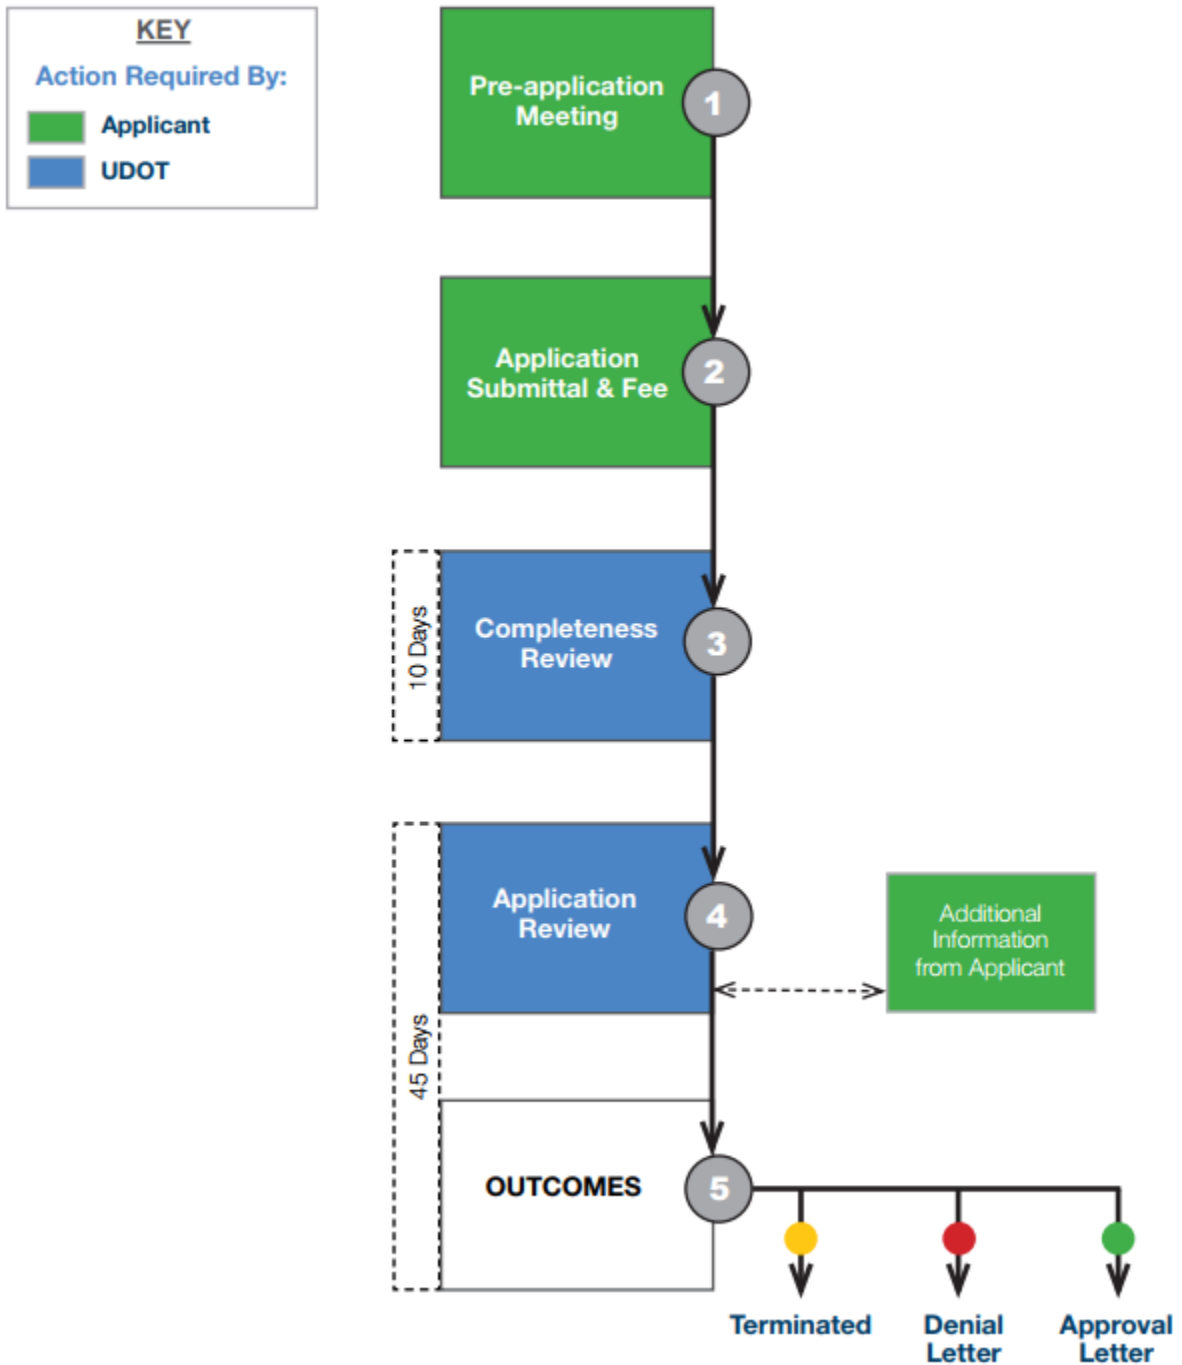 KEY
Action Required By:
Applicant
UDOT
Pre-application
Meeting
1
Application
Submittal & Fee
2
10 Days
Completeness
Review
3
45 Days
Application
Review
4
Additional
Information
from Applicant
OUTCOMES
5
Terminated
Denial
Letter
Approval
Letter